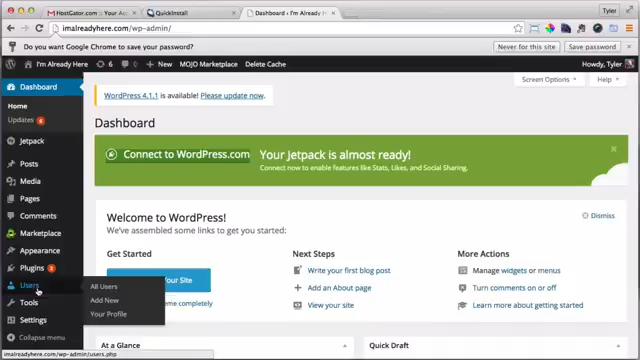 Tyler
HostGator.com :: Your Acc
QuickInstall
Dashboard ‹ I'm Already Here
imalreadyhere.com/wp-admin/
Do you want Google Chrome to save your password?
Never for this site
Save password
I'm Already Here
6
0
New
MOJO Marketplace
Delete Cache
Howdy, Tyler
Dashboard
Home
Updates 6
Jetpack
Posts
Media
Pages
Comments
Marketplace
Appearance
Plugins 2
Users
Tools
Settings
Collapse menu
All Users
Add New
Your Profile
Screen Options
Help
WordPress 4.1.1 is available! Please update now.
Dashboard
Connect to WordPress.com
Your Jetpack is almost ready!
Connect now to enable features like Stats, Likes, and Social Sharing.
Welcome to WordPress!
We've assembled some links to get you started:
Dismiss
Get Started
Your Site
me completely
Next Steps
Write your first blog post
Add an About page
View your site
More Actions
Manage widgets or menus
Turn comments on or off
Learn more about getting started
At a Glance
Quick Draft
imalreadyhere.com/wp-admin/users.php